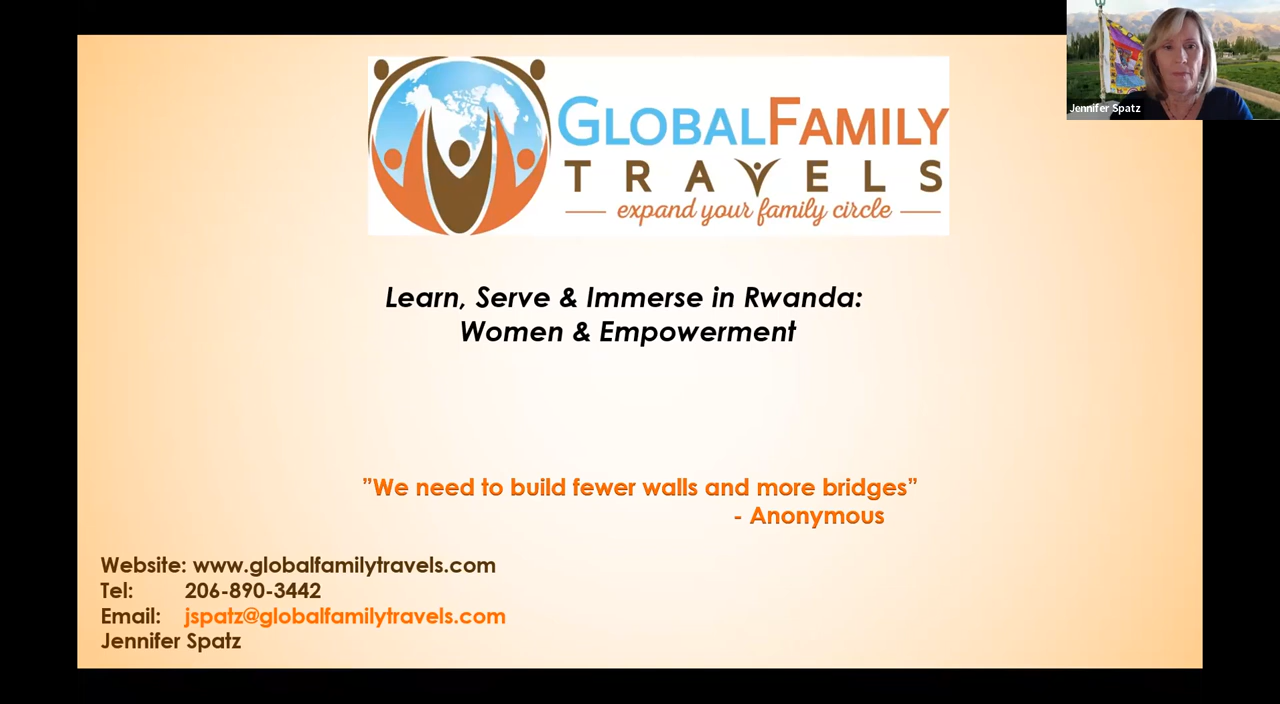 GLOBALFAMILY
TRAVELS
expand your family circle
Jennifer Spatz
Learn, Serve & Immerse in Rwanda:
Women & Empowerment
”We need to build fewer walls and more bridges”
- Anonymous
Website: www.globalfamilytravels.com
Tel: 206-890-3442
Email: jspatz@globalfamilytravels.com
Jennifer Spatz